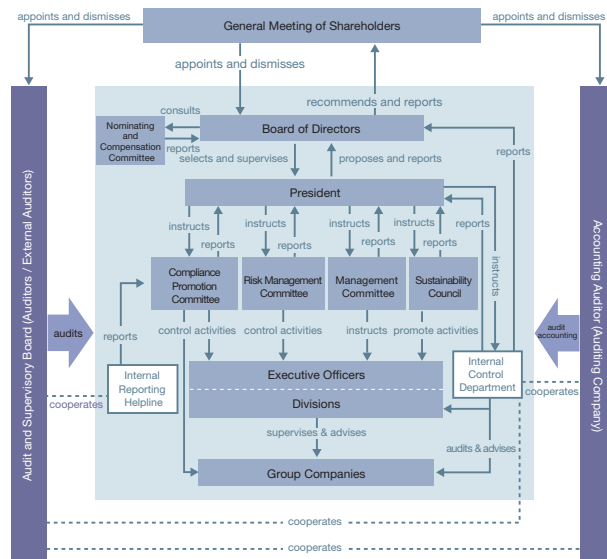 appoints and dismisses
General Meeting of Shareholders
appoints and dismisses
appoints and dismisses
recommends and reports
consults
Nominating
and
Compensation
Committee
reports
Board of Directors
selects and supervises
proposes and reports
reports
President
instructs
reports
instructs
reports
instructs
reports
instructs
reports
reports
instructs
Compliance
Promotion
Committee
Risk Management
Committee
Management
Committee
Sustainability
Council
control activities
control activities
instructs
promote activities
audits
audit
accounting
reports
Internal
Reporting
Helpline
Executive Officers
Divisions
Internal
Control
Department
cooperates
cooperates
supervises & advises
audits & advises
Group Companies
cooperates
cooperates
Audit and Supervisory Board (Auditors / External Auditors)
Accounting Auditor (Auditing Company)